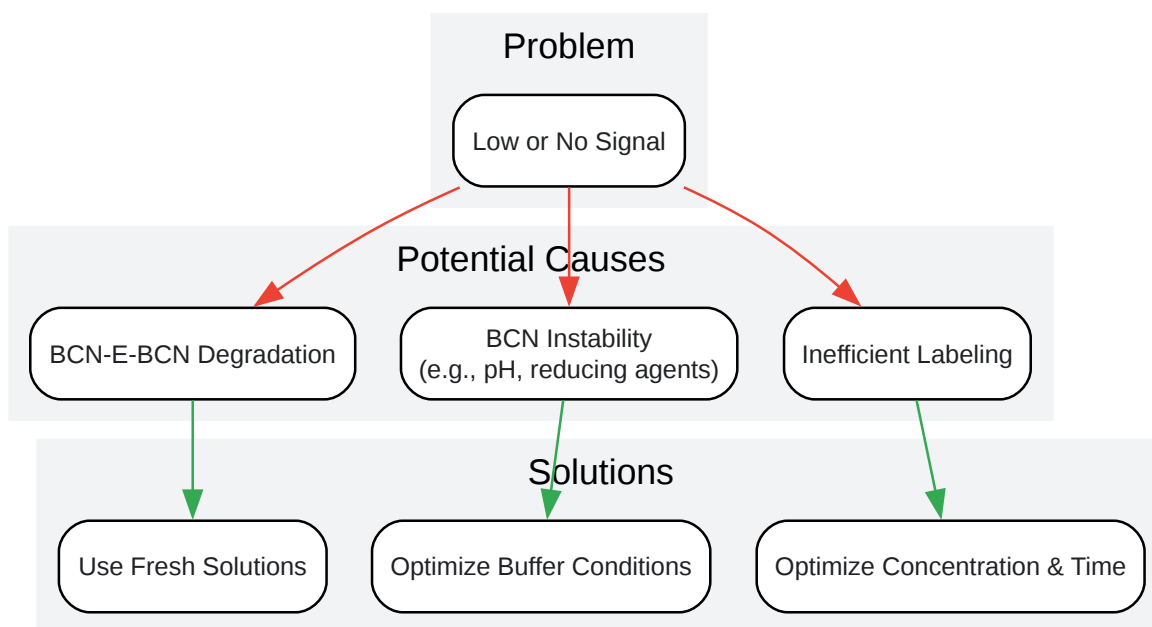 Problem
Low or No Signal
Potential Causes
BCN-E-BCN Degradation
BCN Instability
(e.g., pH, reducing agents)
Inefficient Labeling
Solutions
Use Fresh Solutions
Optimize Buffer Conditions
Optimize Concentration & Time